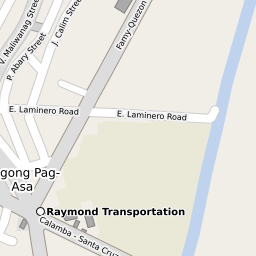 V. Maliwanag Street
J. Calim Street
P. Abary Street
Famy-Quezon
E. Laminero Road
E. Laminero Road
gong Pag-
Asa
Raymond Transportation
Calamba - Santa Cruz